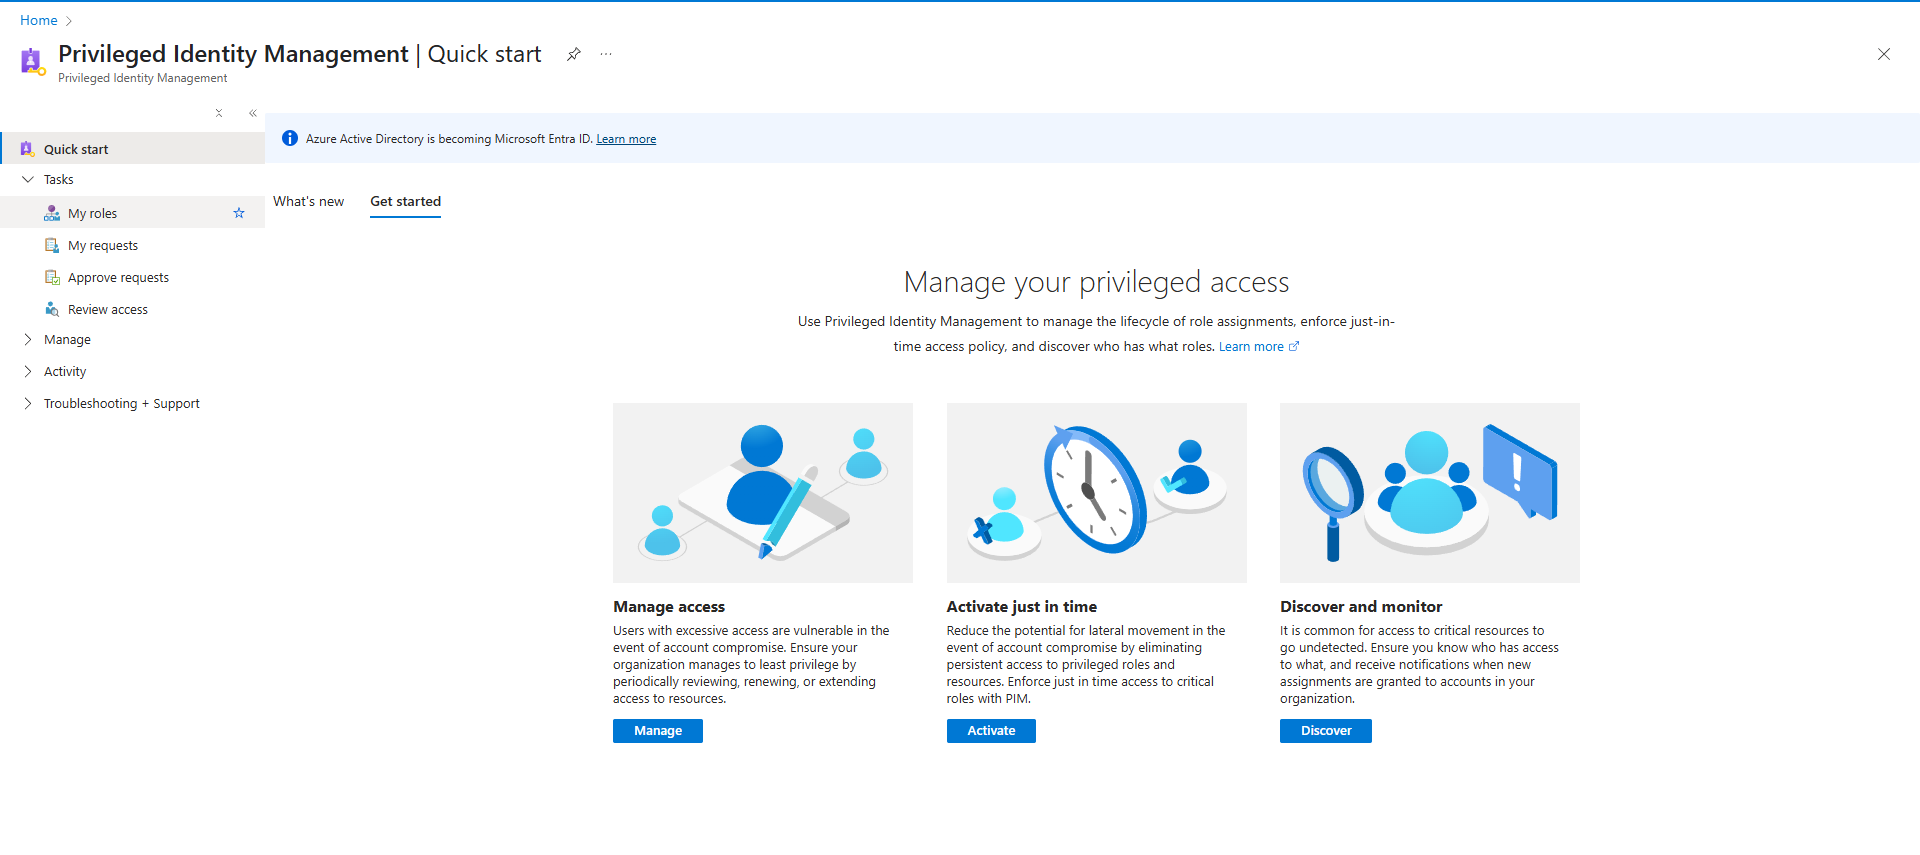 Home
Privileged Identity Management | Quick start
Privileged Identity Management
Quick start
Tasks
My roles
My requests
Approve requests
Review access
Manage
Activity
Troubleshooting + Support
Azure Active Directory is becoming Microsoft Entra ID. Learn more
What's new
Get started
Manage your privileged access
Use Privileged Identity Management to manage the lifecycle of role assignments, enforce just-in-
time access policy, and discover who has what roles. Learn more
Manage access
Users with excessive access are vulnerable in the
event of account compromise. Ensure your
organization manages to least privilege by
periodically reviewing, renewing, or extending
access to resources.
Manage
Activate just in time
Reduce the potential for lateral movement in the
event of account compromise by eliminating
persistent access to privileged roles and
resources. Enforce just in time access to critical
roles with PIM.
Activate
Discover and monitor
It is common for access to critical resources to
go undetected. Ensure you know who has access
to what, and receive notifications when new
assignments are granted to accounts in your
organization.
Discover